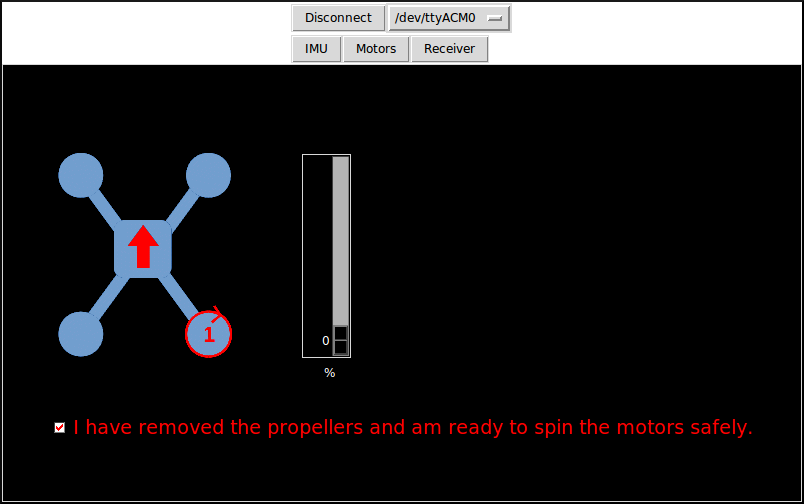 Disconnect /dev/ttyACM0
IMU Motors Receiver
1
0
%
I have removed the propellers and am ready to spin the motors safely.